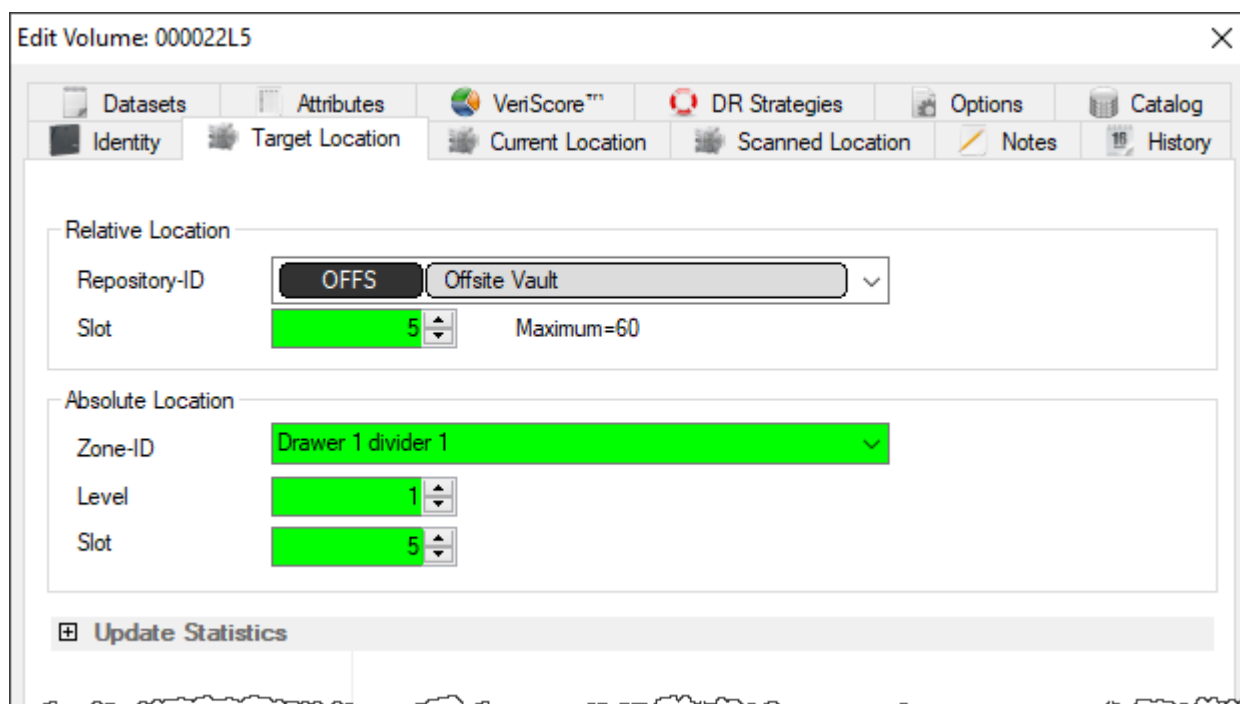 Edit Volume: 000022L5
Datasets Attributes VeriScore™ DR Strategies Options Catalog
Identity Target Location Current Location Scanned Location Notes 16 History
Relative Location
Repository-ID OFFS Offsite Vault
Slot 5 Maximum=60
Absolute Location
Zone-ID Drawer 1 divider 1
Level 1
Slot 5
Update Statistics